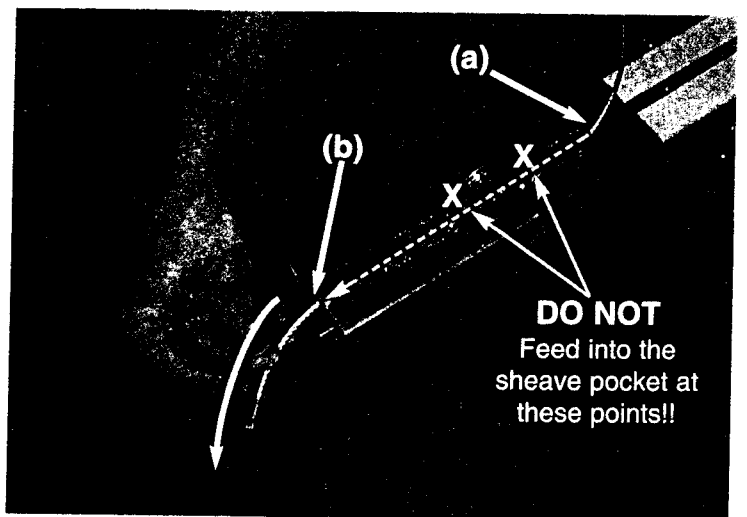 (a)
(b)
X
X
DO NOT
Feed into the
sheave pocket at
these points!!